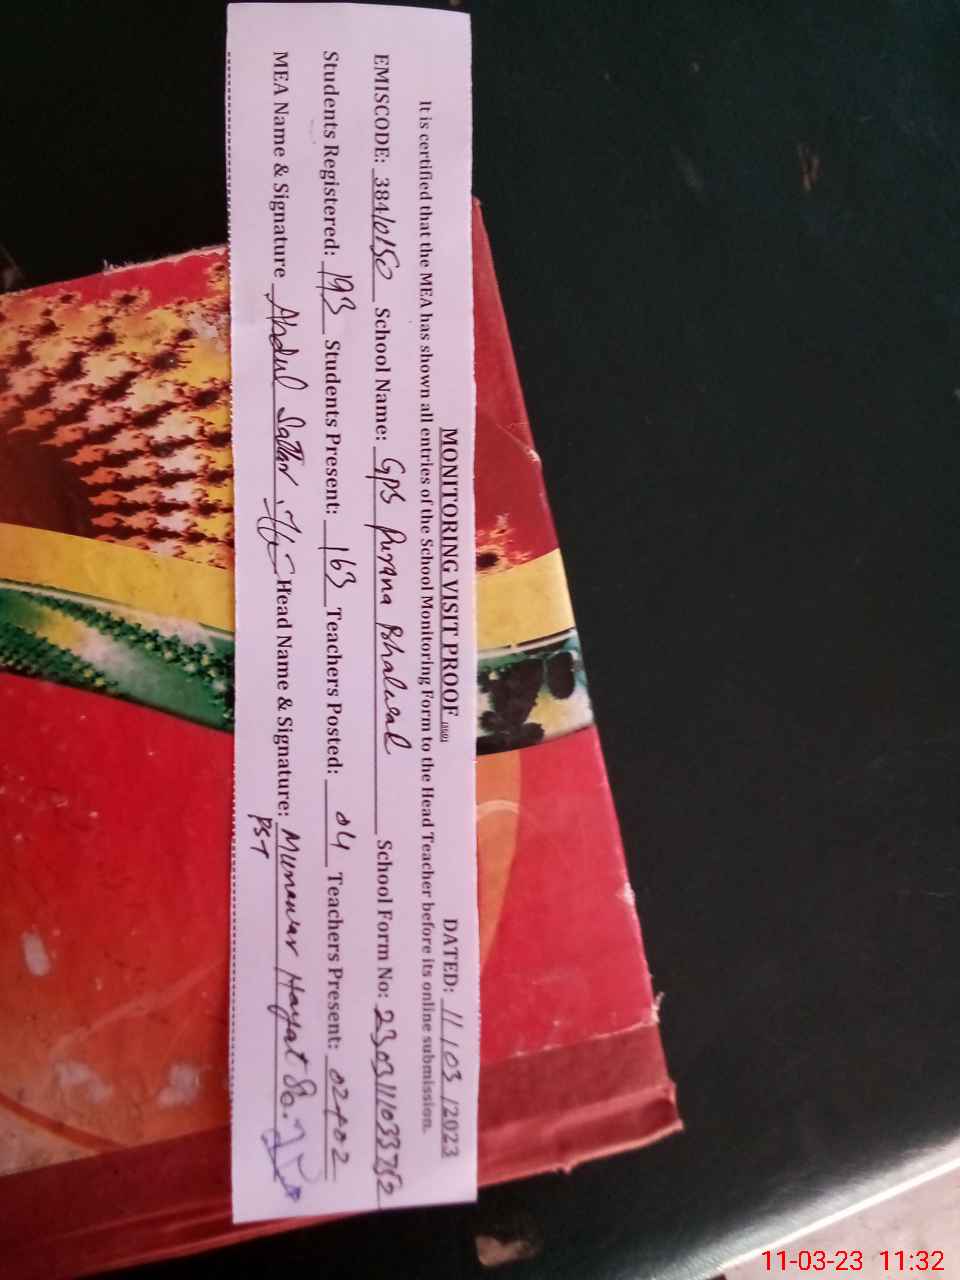 MONITORING VISIT PROOF DATED: 11/03/2023
It is certified that the MEA has shown all entries of the School Monitoring Form to the Head Teacher before its online submission.
EMISCODE: 38410150 School Name: GPS Purana Bhalwal School Form No:
Students Registered: 193 Students Present: 163 Teachers Posted: 04 Teachers Present: 02+02
MEA Name & Signature Abdul Sattar Head Name & Signature: Munawar Hayat
PST
11-03-23 11:32